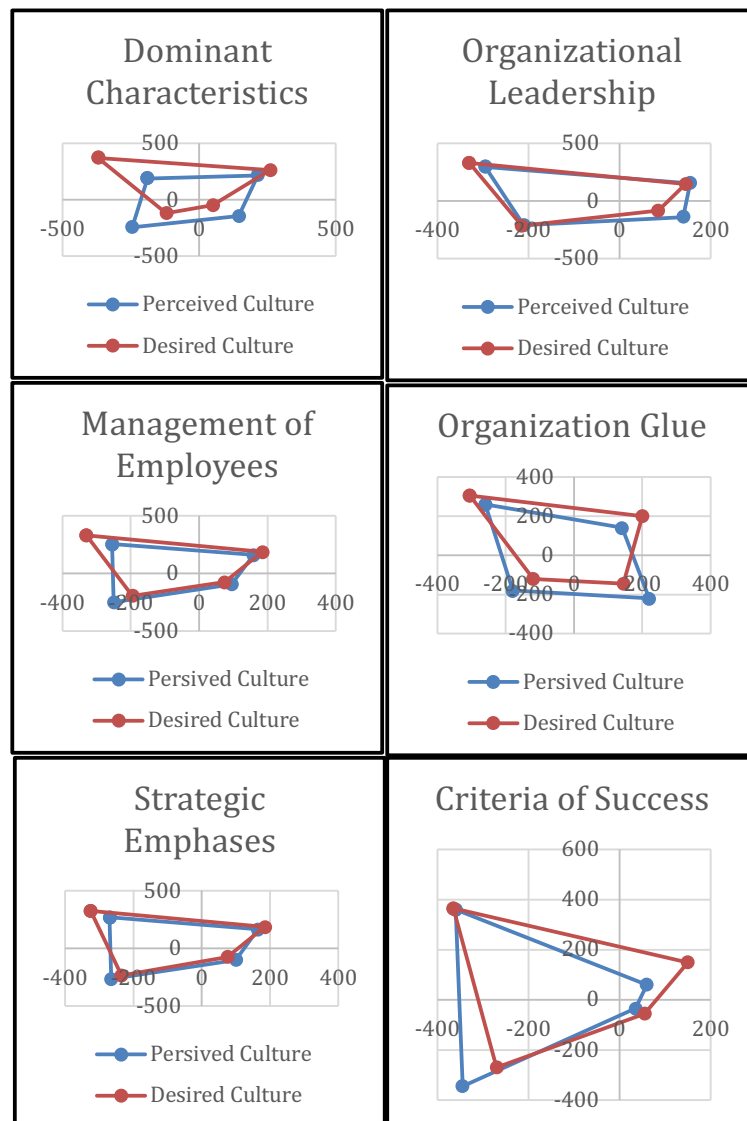 Dominant
Characteristics
500
0
-500
0
500
-500
Perceived Culture
Desired Culture
Organizational
Leadership
500
0
-400
-200
0
200
-500
Perceived Culture
Desired Culture
Management of
Employees
500
0
-400
-200
0
200
400
-500
Persived Culture
Desired Culture
Organization Glue
400
200
0
-400
-200
0
200
400
-200
-400
Persived Culture
Desired Culture
Strategic
Emphases
500
0
-400
-200
0
200
400
-500
Persived Culture
Desired Culture
Criteria of Success
600
400
200
0
-400
-200
0
200
-200
-400